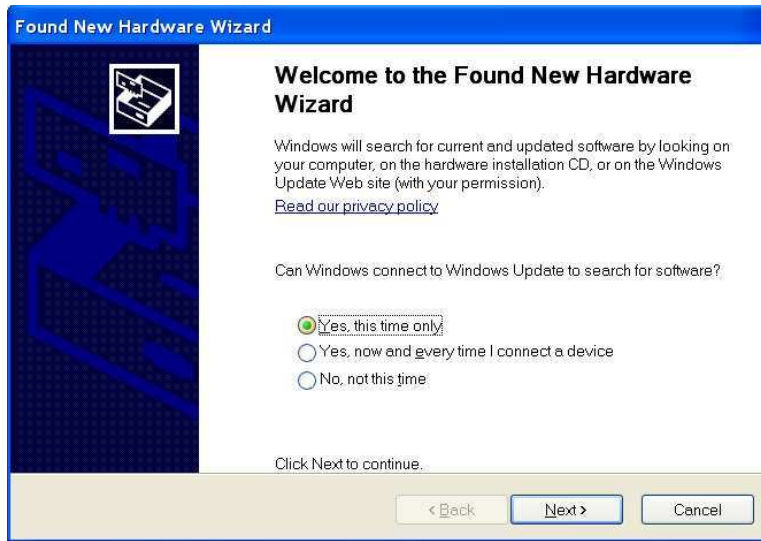 Found New Hardware Wizard
Welcome to the Found New Hardware
Wizard
Windows will search for current and updated software by looking on
your computer, on the hardware installation CD, or on the Windows
Update Web site (with your permission).
Read our privacy policy
Can Windows connect to Windows Update to search for software?
Yes, this time only
Yes, now and every time I connect a device
No, not this time
Click Next to continue.
< Back Next > Cancel